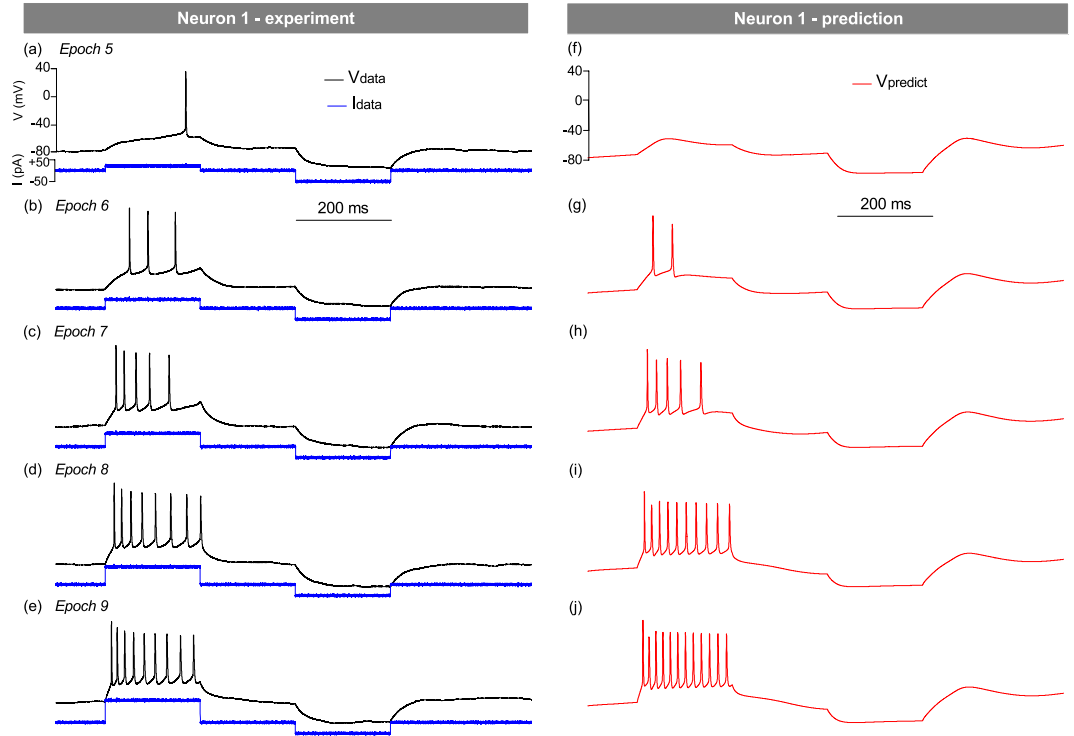 Neuron 1 - experiment
Neuron 1 - prediction
(a) Epoch 5
40
0
-40
-80
V (mV)
+50
-50
I (pA)
Vdata
Idata
(f)
40
0
-40
-80
Vpredict
(b) Epoch 6
200 ms
(g)
200 ms
(c) Epoch 7
(h)
(d) Epoch 8
(i)
(e) Epoch 9
(j)